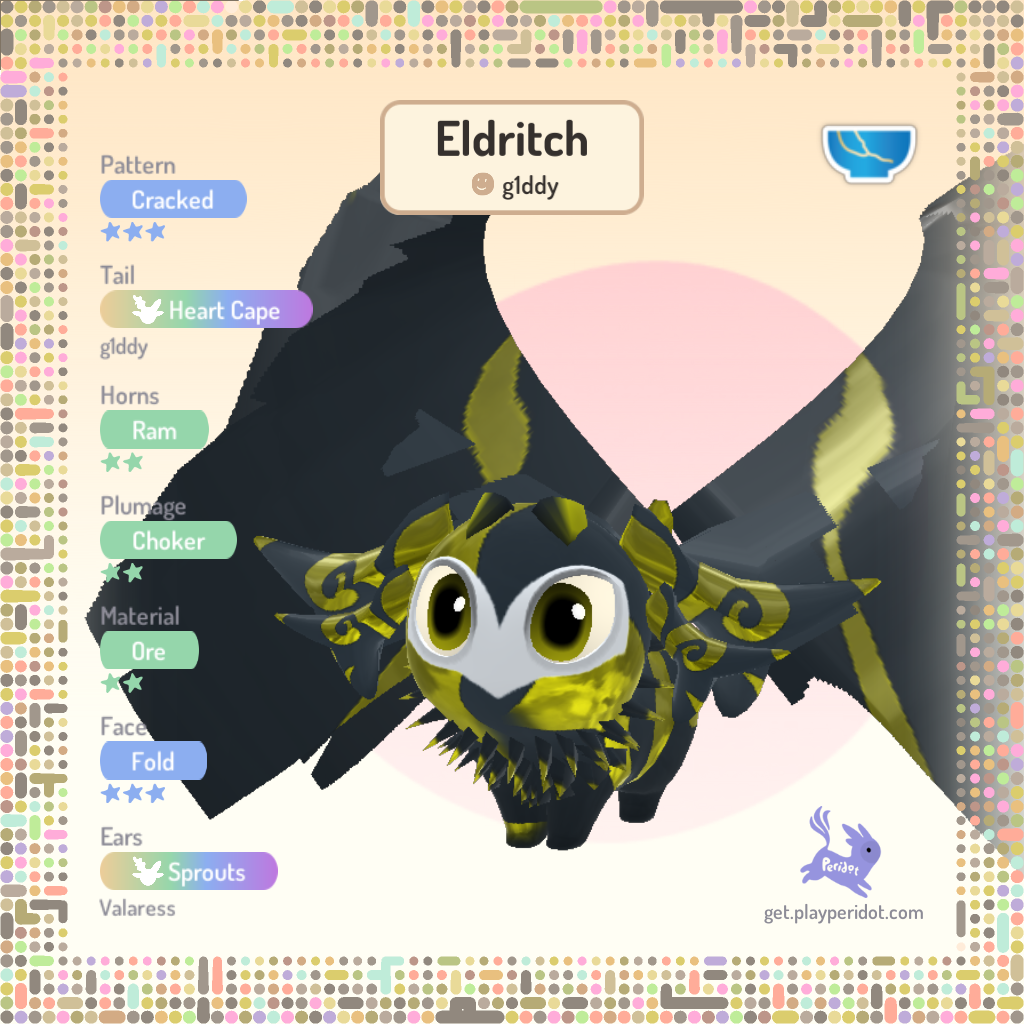 Eldritch
g1ddy
Pattern
Cracked
Tail
Heart Cape
g1ddy
Horns
Ram
Plumage
Choker
Material
Ore
Face
Fold
Ears
Sprouts
Valaress
Peridot
get.playperidot.com